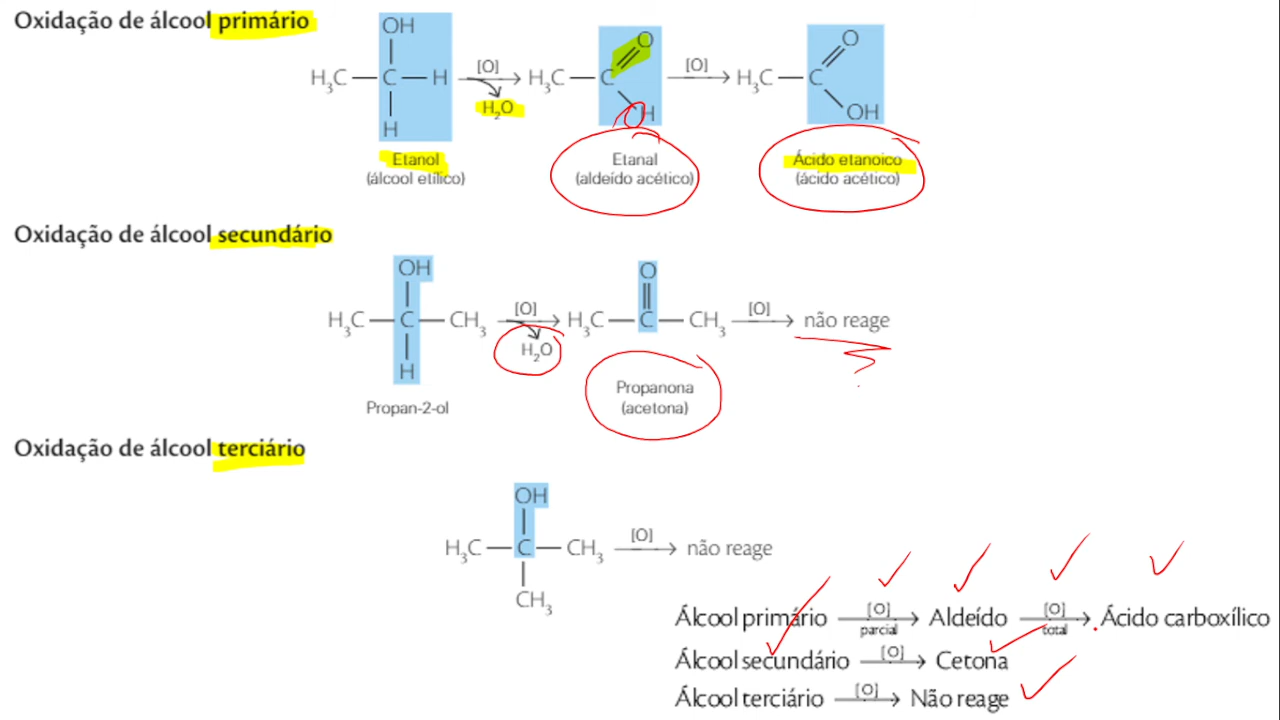 Oxidação de álcool primário
OH
H₃C — C — H [O] H₃C — C O [O] H₃C — C O
H₂O
H H OH
Etanol Etanal Ácido etanoico
(álcool etílico) (aldeído acético) (ácido acético)
Oxidação de álcool secundário
OH O
H₃C — C — CH₃ [O] H₃C — C — CH₃ [O] não reage
H₂O
H
Propan-2-ol Propanona
(acetona)
Oxidação de álcool terciário
OH
H₃C — C — CH₃ [O] não reage
CH₃
Álcool primário [O] parcial Aldeído [O] total Ácido carboxílico
Álcool secundário [O] Cetona
Álcool terciário [O] Não reage